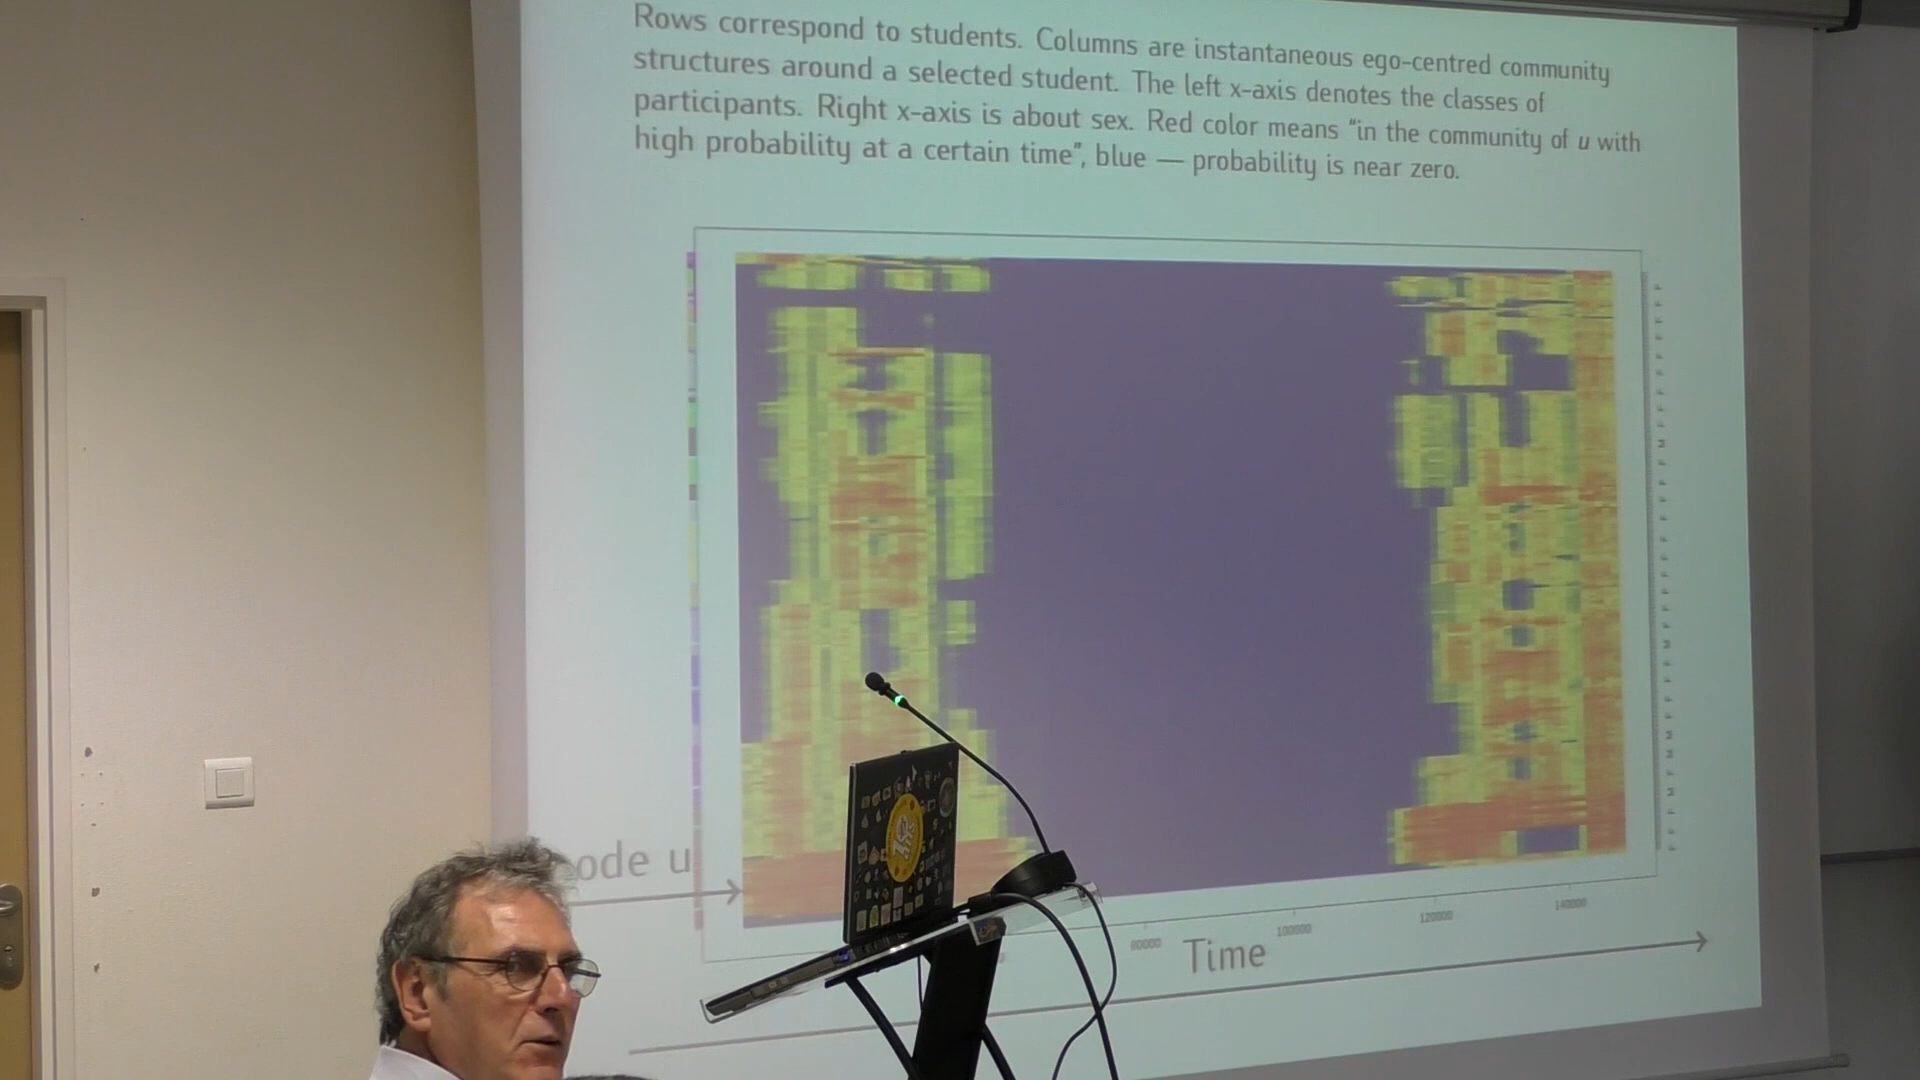 Rows correspond to students. Columns are instantaneous ego-centred community
structures around a selected student. The left x-axis denotes the classes of
participants. Right x-axis is about sex. Red color means “in the community of u with
high probability at a certain time”, blue — probability is near zero.
ode u
80000
100000
120000
140000
Time